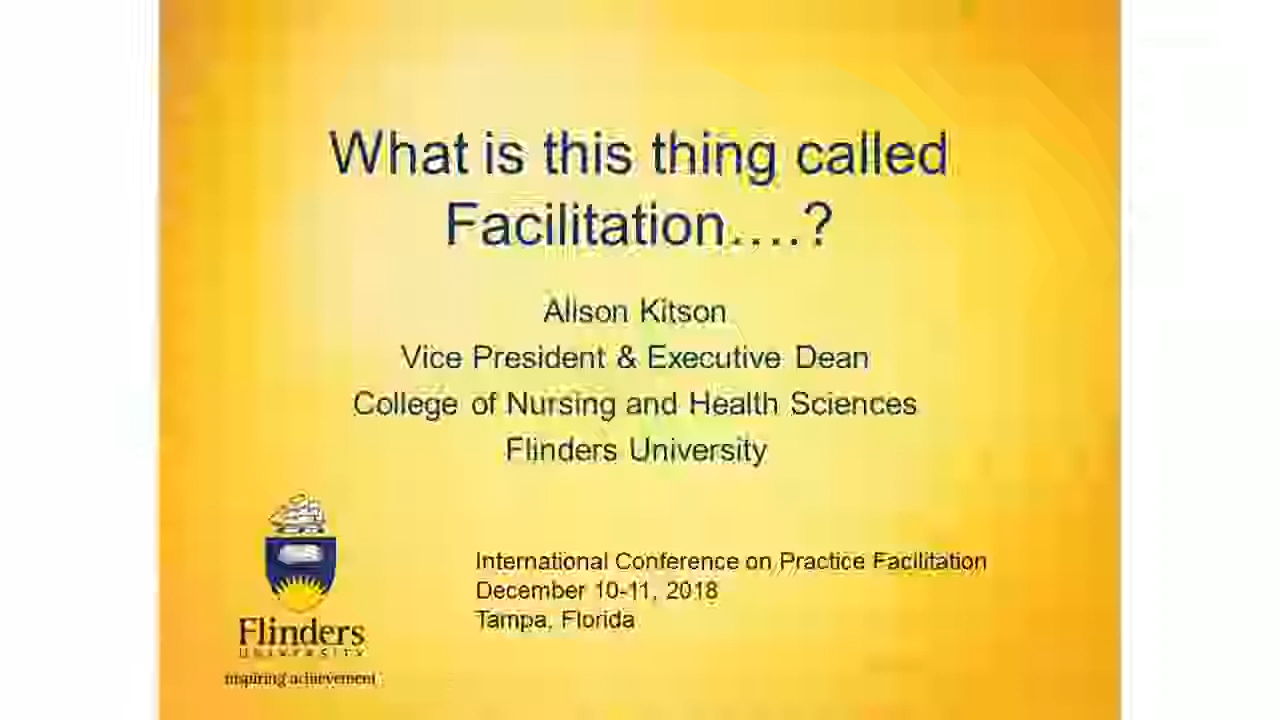 What is this thing called
Facilitation....?
Alison Kitson
Vice President & Executive Dean
College of Nursing and Health Sciences
Flinders University
International Conference on Practice Facilitation
December 10-11, 2018
Tampa, Florida
Flinders
UNIVERSITY
inspiring achievement